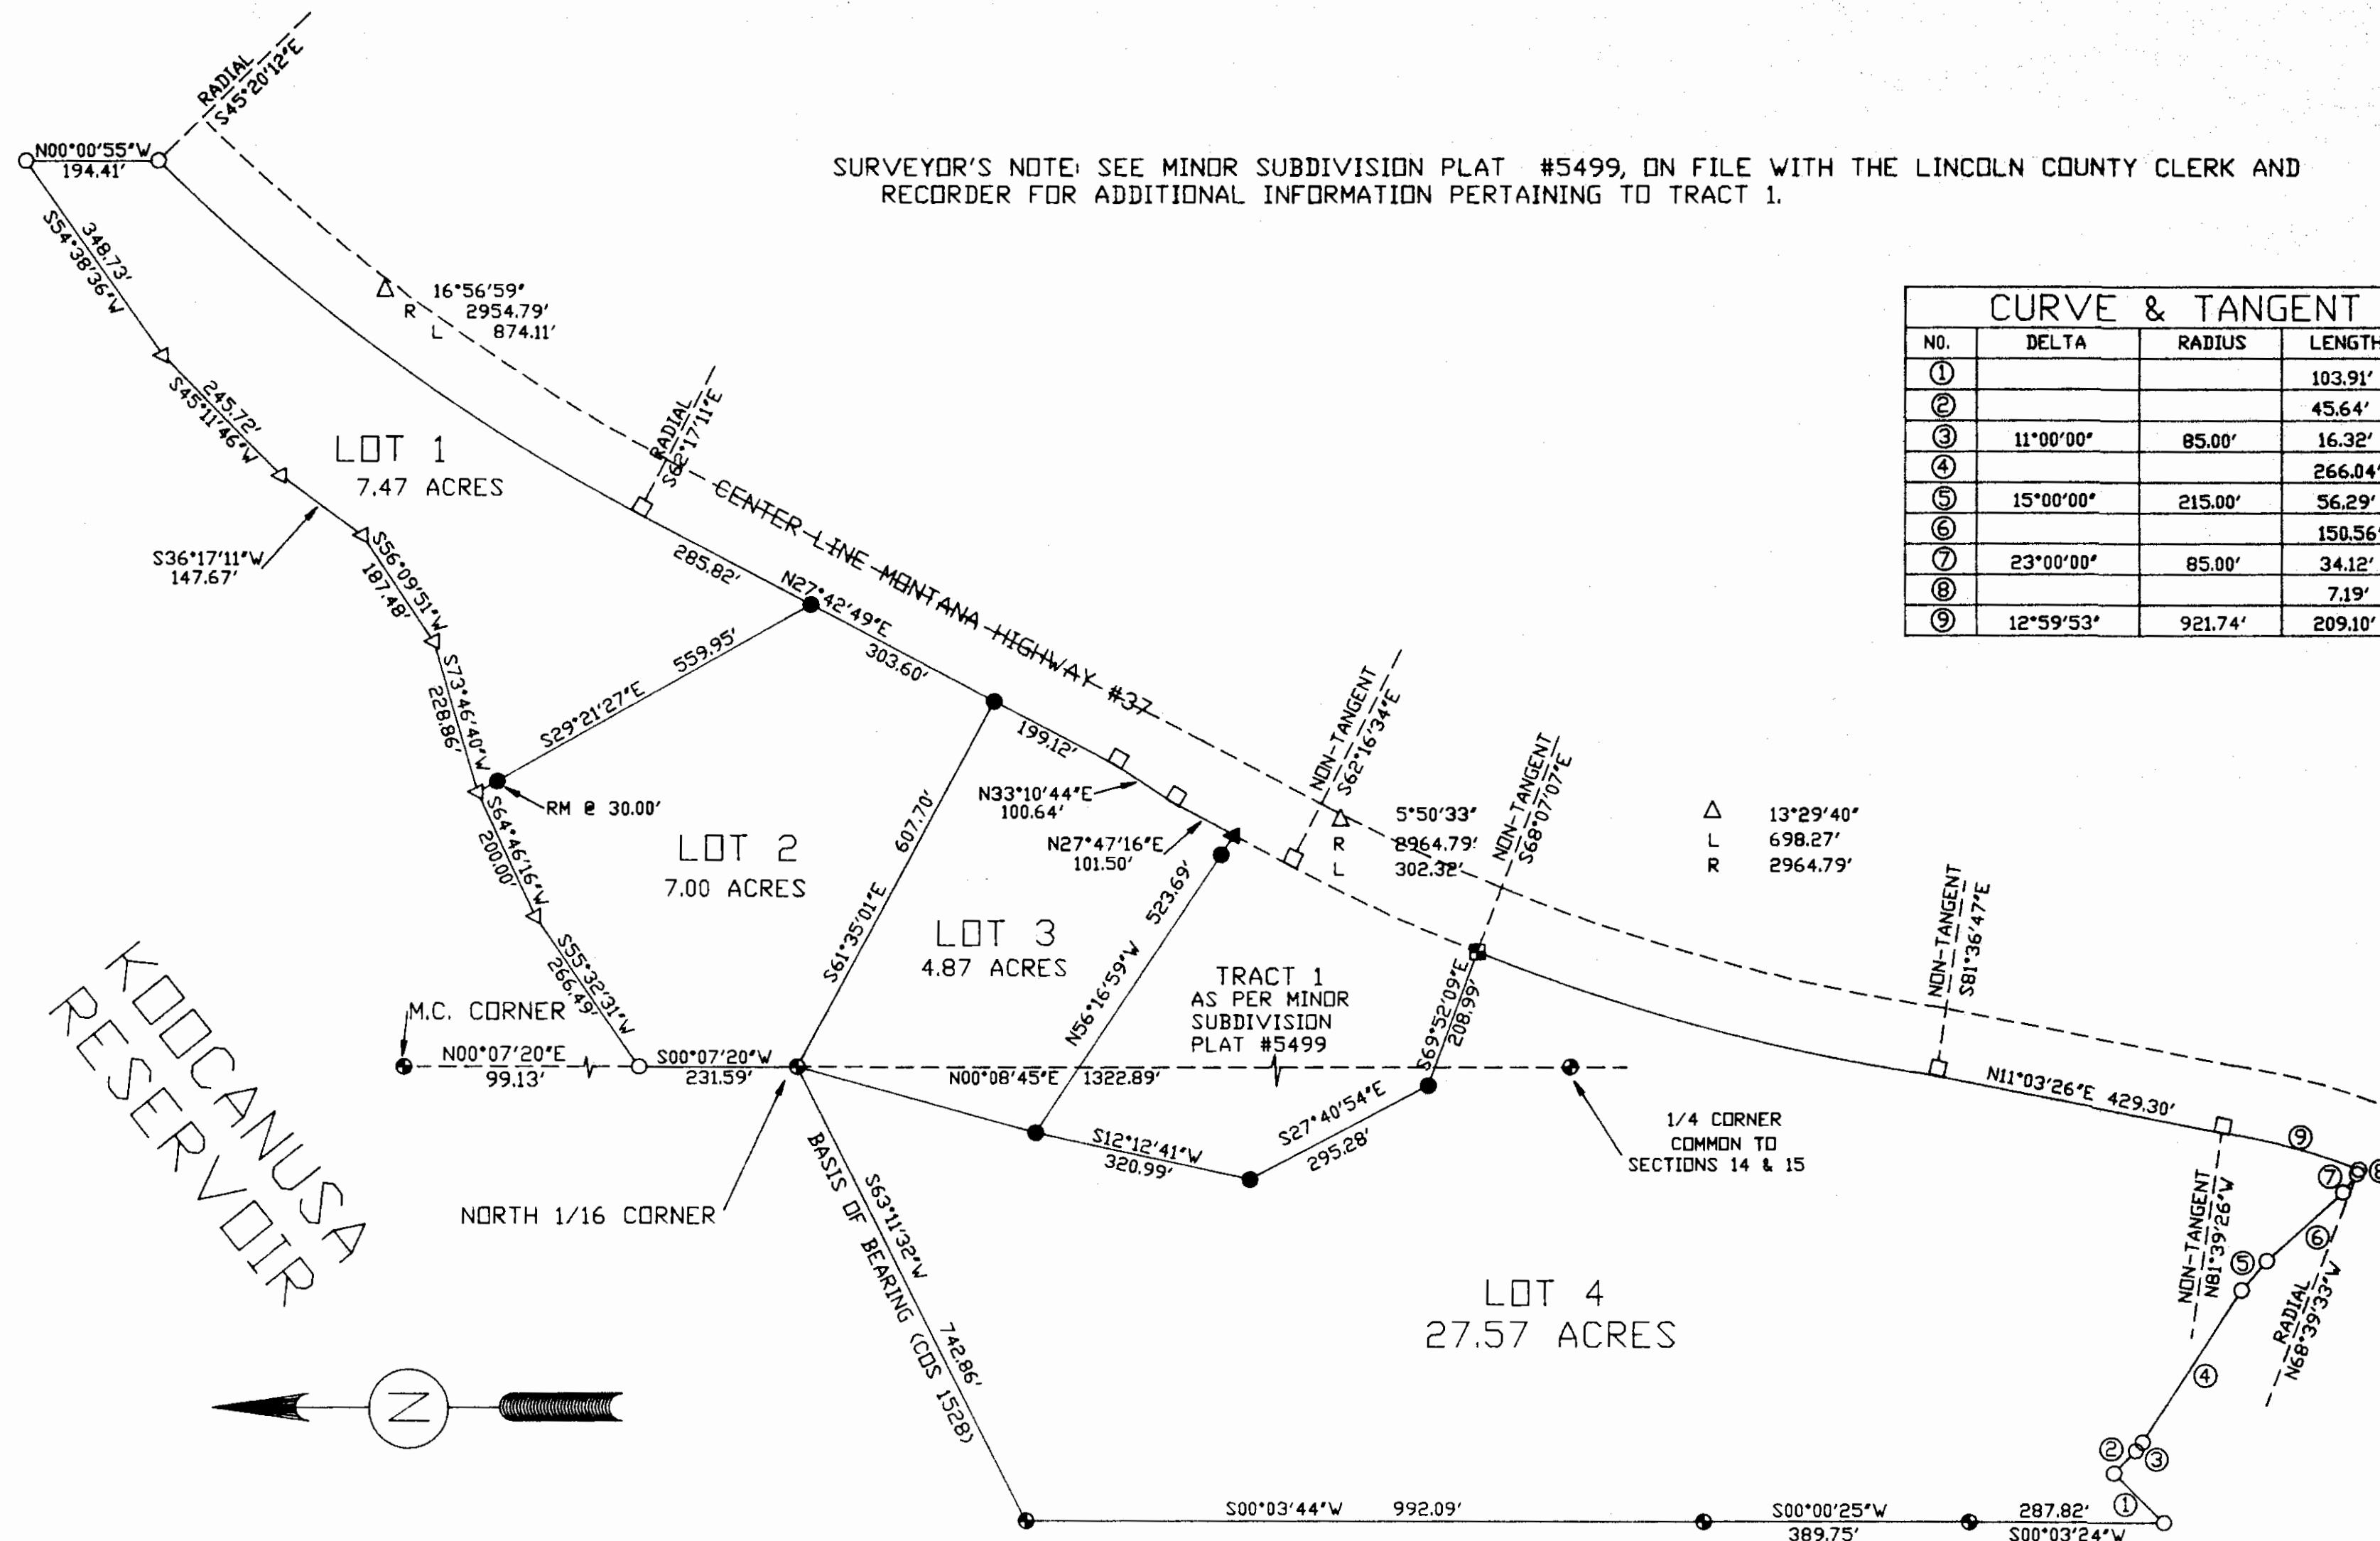 RADIAL
S45°20'12"E
N00°00'55"W
194.41'
SURVEYOR'S NOTE: SEE MINOR SUBDIVISION PLAT #5499, ON FILE WITH THE LINCOLN COUNTY CLERK AND
RECORDER FOR ADDITIONAL INFORMATION PERTAINING TO TRACT 1.
348.73'
S54°38'36"W
Δ 16°56'59"
R 2954.79'
L 874.11'
CURVE & TANGENT
NO. DELTA RADIUS LENGTH
① 103.91'
② 45.64'
③ 11°00'00" 85.00' 16.32'
④ 266.04'
⑤ 15°00'00" 215.00' 56.29'
⑥ 150.56'
⑦ 23°00'00" 85.00' 34.12'
⑧ 7.19'
⑨ 12°59'53" 921.74' 209.10'
245.72'
S45°11'46"W
LOT 1
7.47 ACRES
RADIAL
S62°17'11"E
CENTER LINE MONTANA HIGHWAY #37
S36°17'11"W
147.67'
S56°09'51"W
187.48'
285.82'
N27°42'49"E
303.60'
559.95'
S29°21'27"E
S73°46'40"W
228.86'
RM @ 30.00'
199.12'
N33°10'44"E
100.64'
N27°47'16"E
101.50'
NON-TANGENT
S62°16'34"E
Δ 5°50'33"
R 2964.79'
L 302.32'
NON-TANGENT
S68°07'07"E
Δ 13°29'40"
L 698.27'
R 2964.79'
NON-TANGENT
S81°36'47"E
S64°46'16"W
200.00'
LOT 2
7.00 ACRES
607.70'
S61°35'01"E
LOT 3
4.87 ACRES
523.69'
N56°16'59"W
TRACT 1
AS PER MINOR
SUBDIVISION
PLAT #5499
S69°52'09"E
208.99'
S55°32'31"W
266.49'
KOOCANUSA
RESERVOIR
M.C. CORNER
N00°07'20"E
99.13'
S00°07'20"W
231.59'
N00°08'45"E 1322.89'
N11°03'26"E 429.30'
1/4 CORNER
COMMON TO
SECTIONS 14 & 15
S12°12'41"W
320.99'
S27°40'54"E
295.28'
NORTH 1/16 CORNER
S63°11'32"W
742.86'
BASIS OF BEARING (COS 1528)
⑨
⑦
⑧
⑥
⑤
NON-TANGENT
N81°39'26"W
RADIAL
N68°39'33"W
LOT 4
27.57 ACRES
④
②
③
①
N
S00°03'44"W 992.09'
S00°00'25"W
389.75'
287.82'
S00°03'24"W